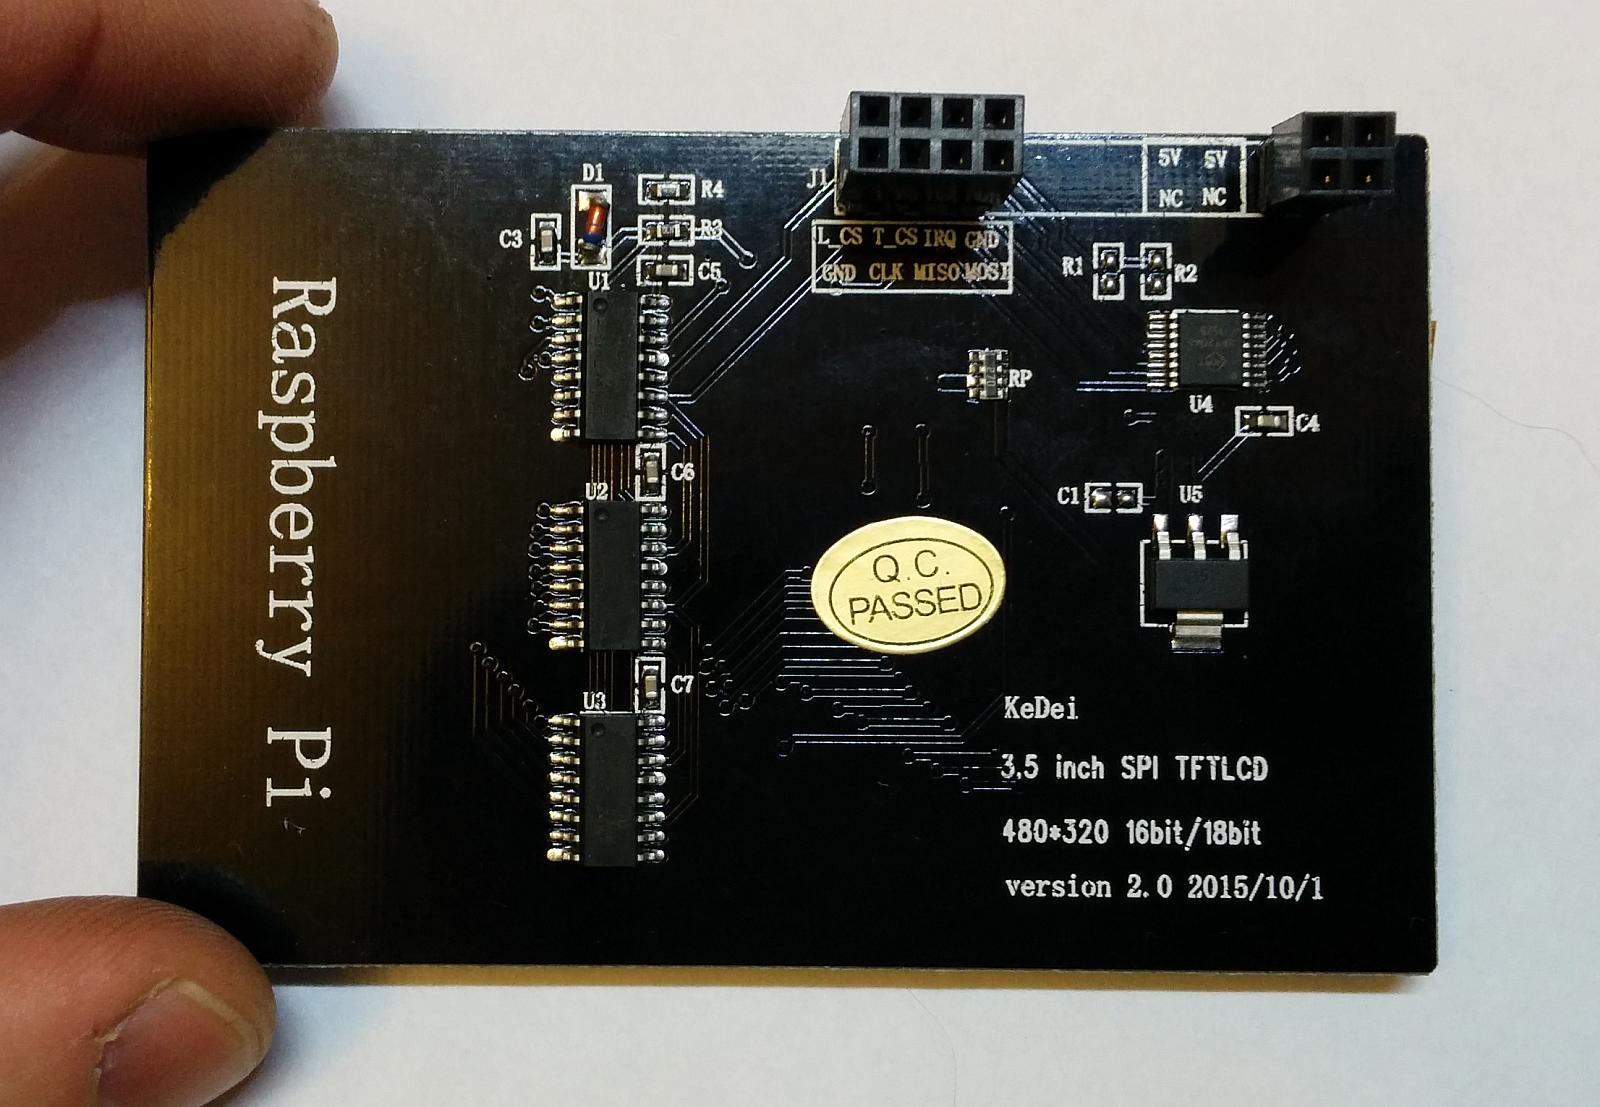 D1
R4
C3
R3
C5
U1
J1
5V 5V
NC NC
L_CS T_CS IRQ GND
GND CLK MISO MOSI
R1
R2
RP
U4
C4
C6
U2
C1
U5
Raspberry Pi
Q.C.
PASSED
C7
U3
KeDei
3.5 inch SPI TFTLCD
480*320 16bit/18bit
version 2.0 2015/10/1